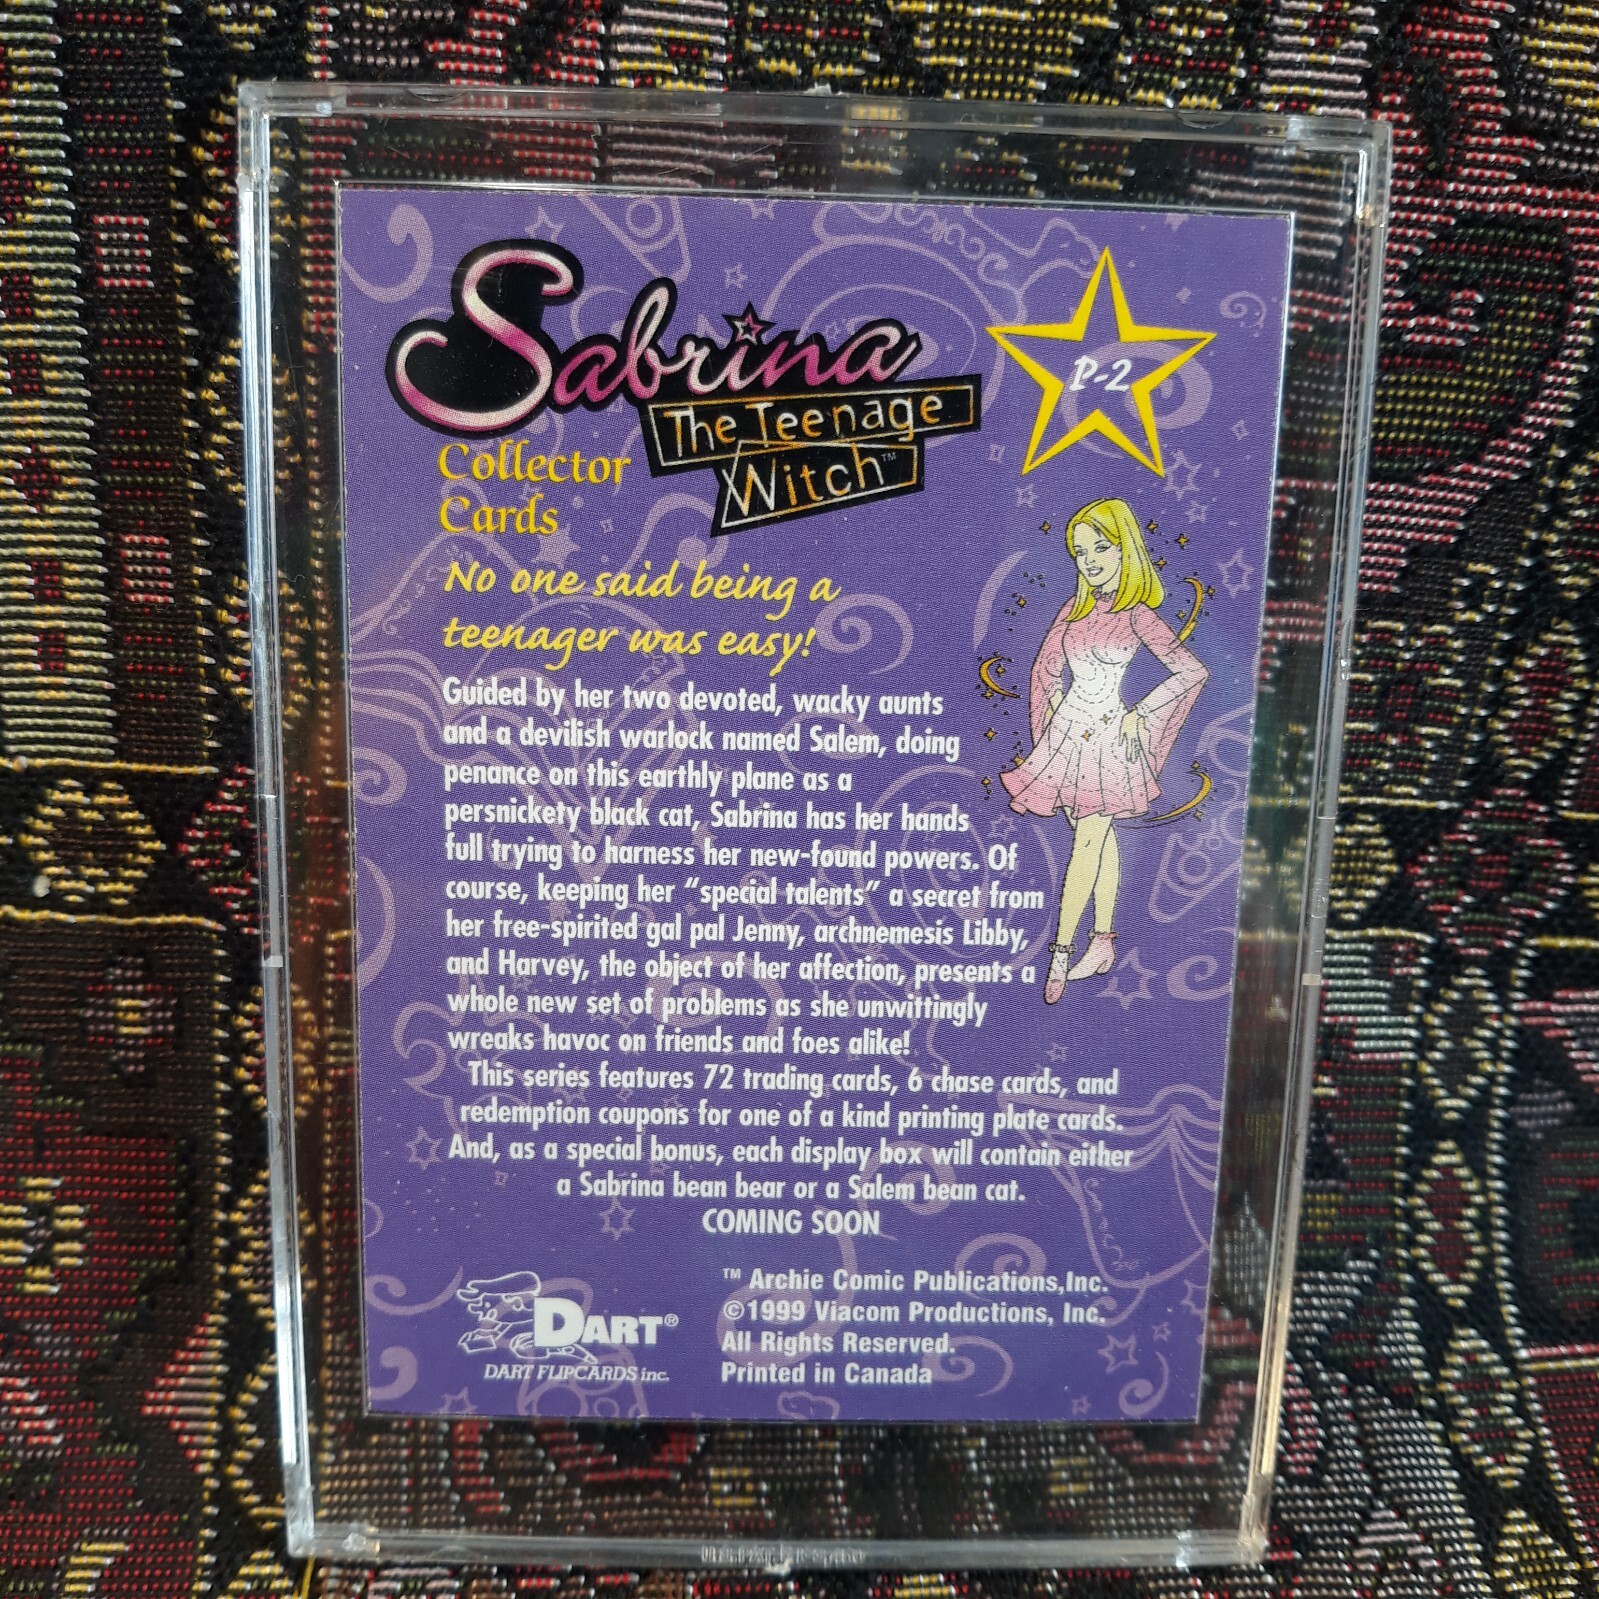 Sabrina
The Teenage
Witch™
P-2
Collector
Cards
No one said being a
teenager was easy!
Guided by her two devoted, wacky aunts
and a devilish warlock named Salem, doing
penance on this earthly plane as a
persnickety black cat, Sabrina has her hands
full trying to harness her new-found powers. Of
course, keeping her “special talents” a secret from
her free-spirited gal pal Jenny, archnemesis Libby,
and Harvey, the object of her affection, presents a
whole new set of problems as she unwittingly
wreaks havoc on friends and foes alike!
This series features 72 trading cards, 6 chase cards, and
redemption coupons for one of a kind printing plate cards.
And, as a special bonus, each display box will contain either
a Sabrina bean bear or a Salem bean cat.
COMING SOON
DART®
DART FLIPCARDS inc.
™ Archie Comic Publications,Inc.
©1999 Viacom Productions, Inc.
All Rights Reserved.
Printed in Canada